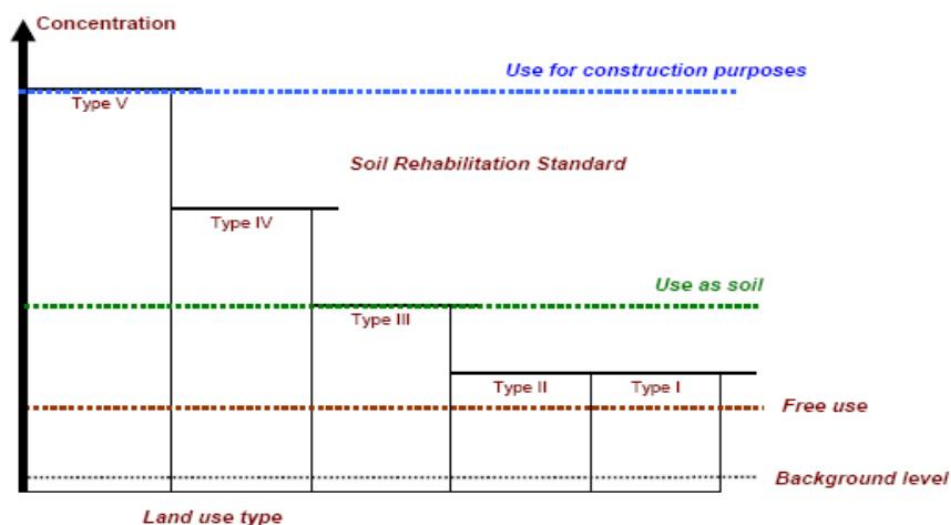 Concentration
Use for construction purposes
Type V
Soil Rehabilitation Standard
Type IV
Use as soil
Type III
Type II
Type I
Free use
Background level
Land use type